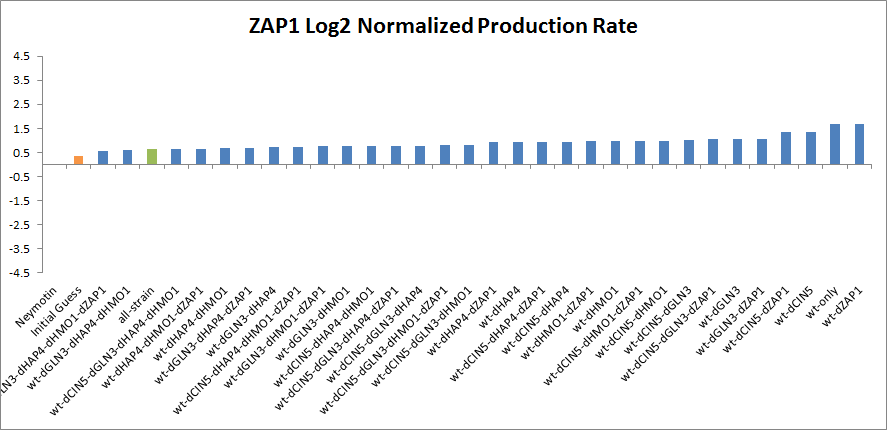 ZAP1 Log2 Normalized Production Rate
4.5
3.5
2.5
1.5
0.5
-0.5
-1.5
-2.5
-3.5
-4.5
Neymotin
Initial Guess
LN3-dHAP4-dHMO1-dZAP1
wt-dGLN3-dHAP4-dHMO1
all-strain
wt-dCIN5-dGLN3-dHAP4-dHMO1
wt-dHAP4-dHMO1-dZAP1
wt-dHAP4-dHMO1
wt-dGLN3-dHAP4-dZAP1
wt-dGLN3-dHAP4
wt-dCIN5-dHAP4-dHMO1-dZAP1
wt-dGLN3-dHMO1-dZAP1
wt-dGLN3-dHMO1
wt-dCIN5-dHAP4-dHMO1
wt-dCIN5-dGLN3-dHAP4-dZAP1
wt-dCIN5-dGLN3-dHAP4
wt-dCIN5-dGLN3-dHMO1-dZAP1
wt-dCIN5-dGLN3-dHMO1
wt-dHAP4-dZAP1
wt-dHAP4
wt-dCIN5-dHAP4-dZAP1
wt-dCIN5-dHAP4
wt-dHMO1-dZAP1
wt-dHMO1
wt-dCIN5-dHMO1-dZAP1
wt-dCIN5-dHMO1
wt-dCIN5-dGLN3
wt-dCIN5-dGLN3-dZAP1
wt-dGLN3
wt-dGLN3-dZAP1
wt-dCIN5-dZAP1
wt-dCIN5
wt-only
wt-dZAP1